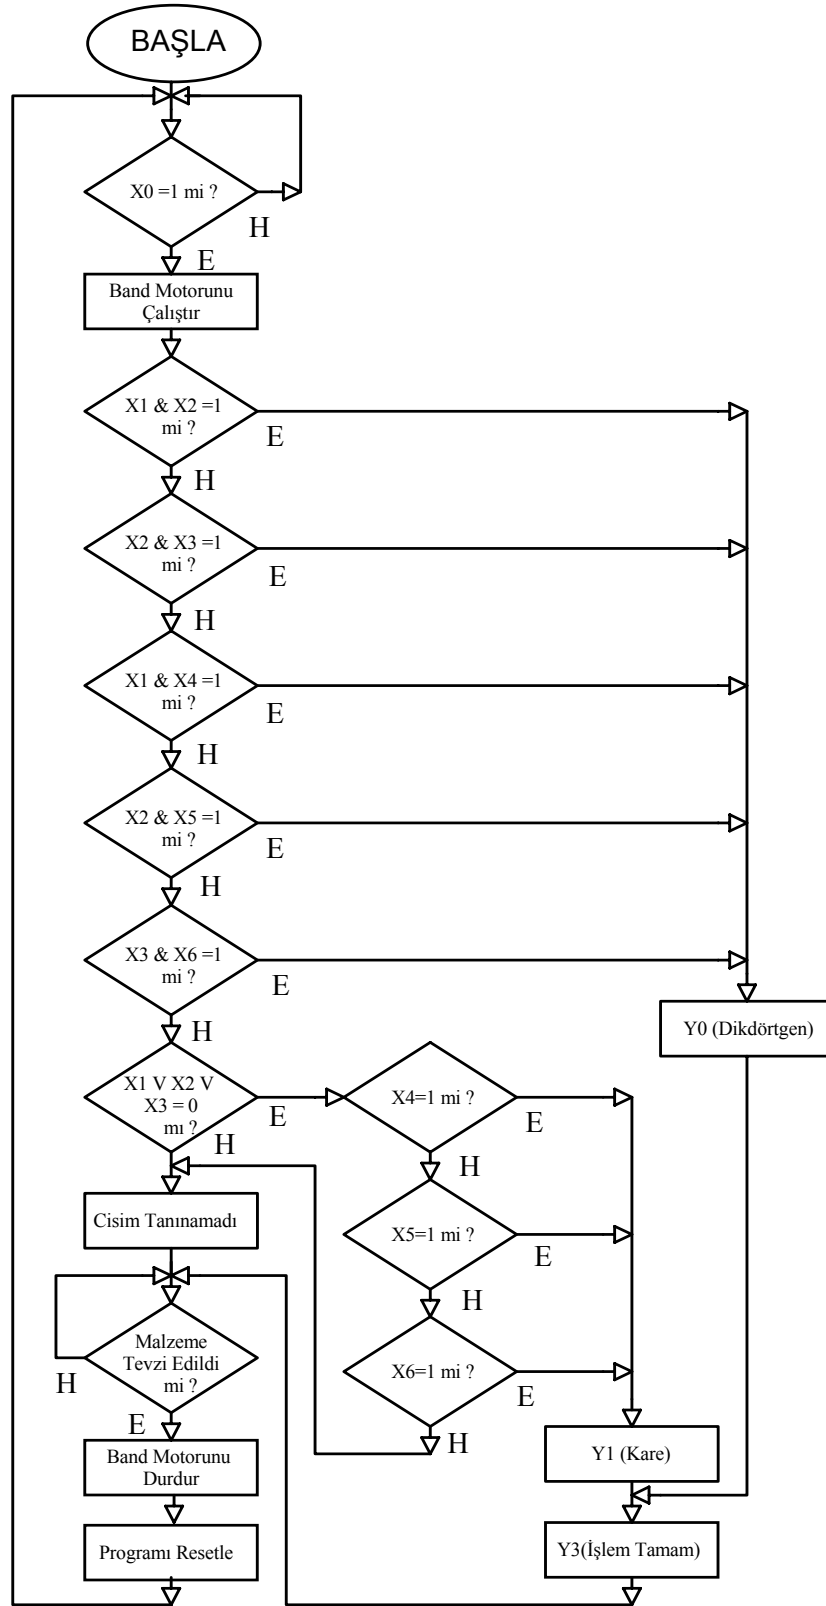 BAŞLA
X0 =1 mi ?
H
E
Band Motorunu
Çalıştır
X1 & X2 =1
mi ?
E
H
X2 & X3 =1
mi ?
E
H
X1 & X4 =1
mi ?
E
H
X2 & X5 =1
mi ?
E
H
X3 & X6 =1
mi ?
E
H
Y0 (Dikdörtgen)
X1 V X2 V
X3 = 0
mı ?
E
H
X4=1 mi ?
E
H
Cisim Tanınamadı
X5=1 mi ?
E
H
Malzeme
Tevzi Edildi
mi ?
H
E
X6=1 mi ?
E
H
Band Motorunu
Durdur
Y1 (Kare)
Programı Resetle
Y3(İşlem Tamam)